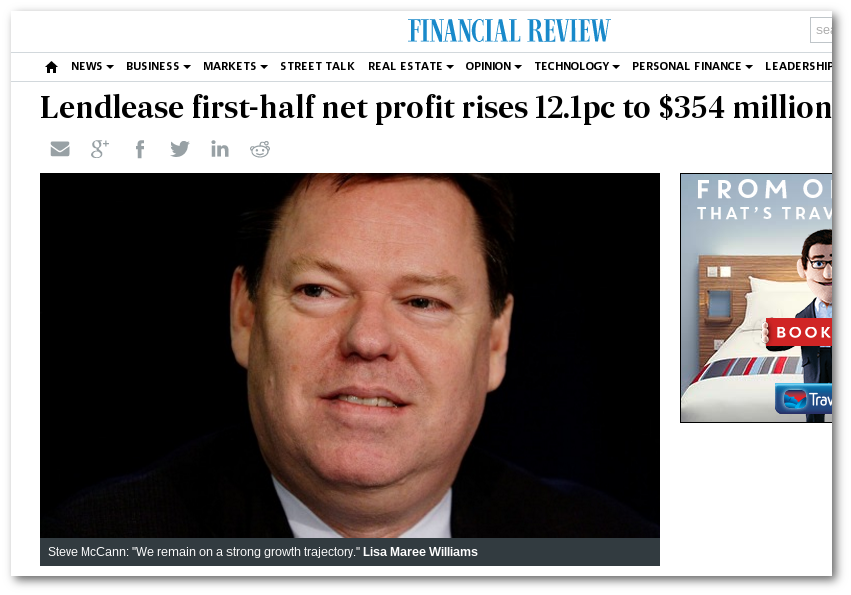 FINANCIAL REVIEW
sea
NEWS BUSINESS MARKETS STREET TALK REAL ESTATE OPINION TECHNOLOGY PERSONAL FINANCE LEADERSHIP
Lendlease first-half net profit rises 12.1pc to $354 million
g+ f in
FROM O
THAT'S TRAV
BOOK
Trav
Steve McCann: "We remain on a strong growth trajectory." Lisa Maree Williams